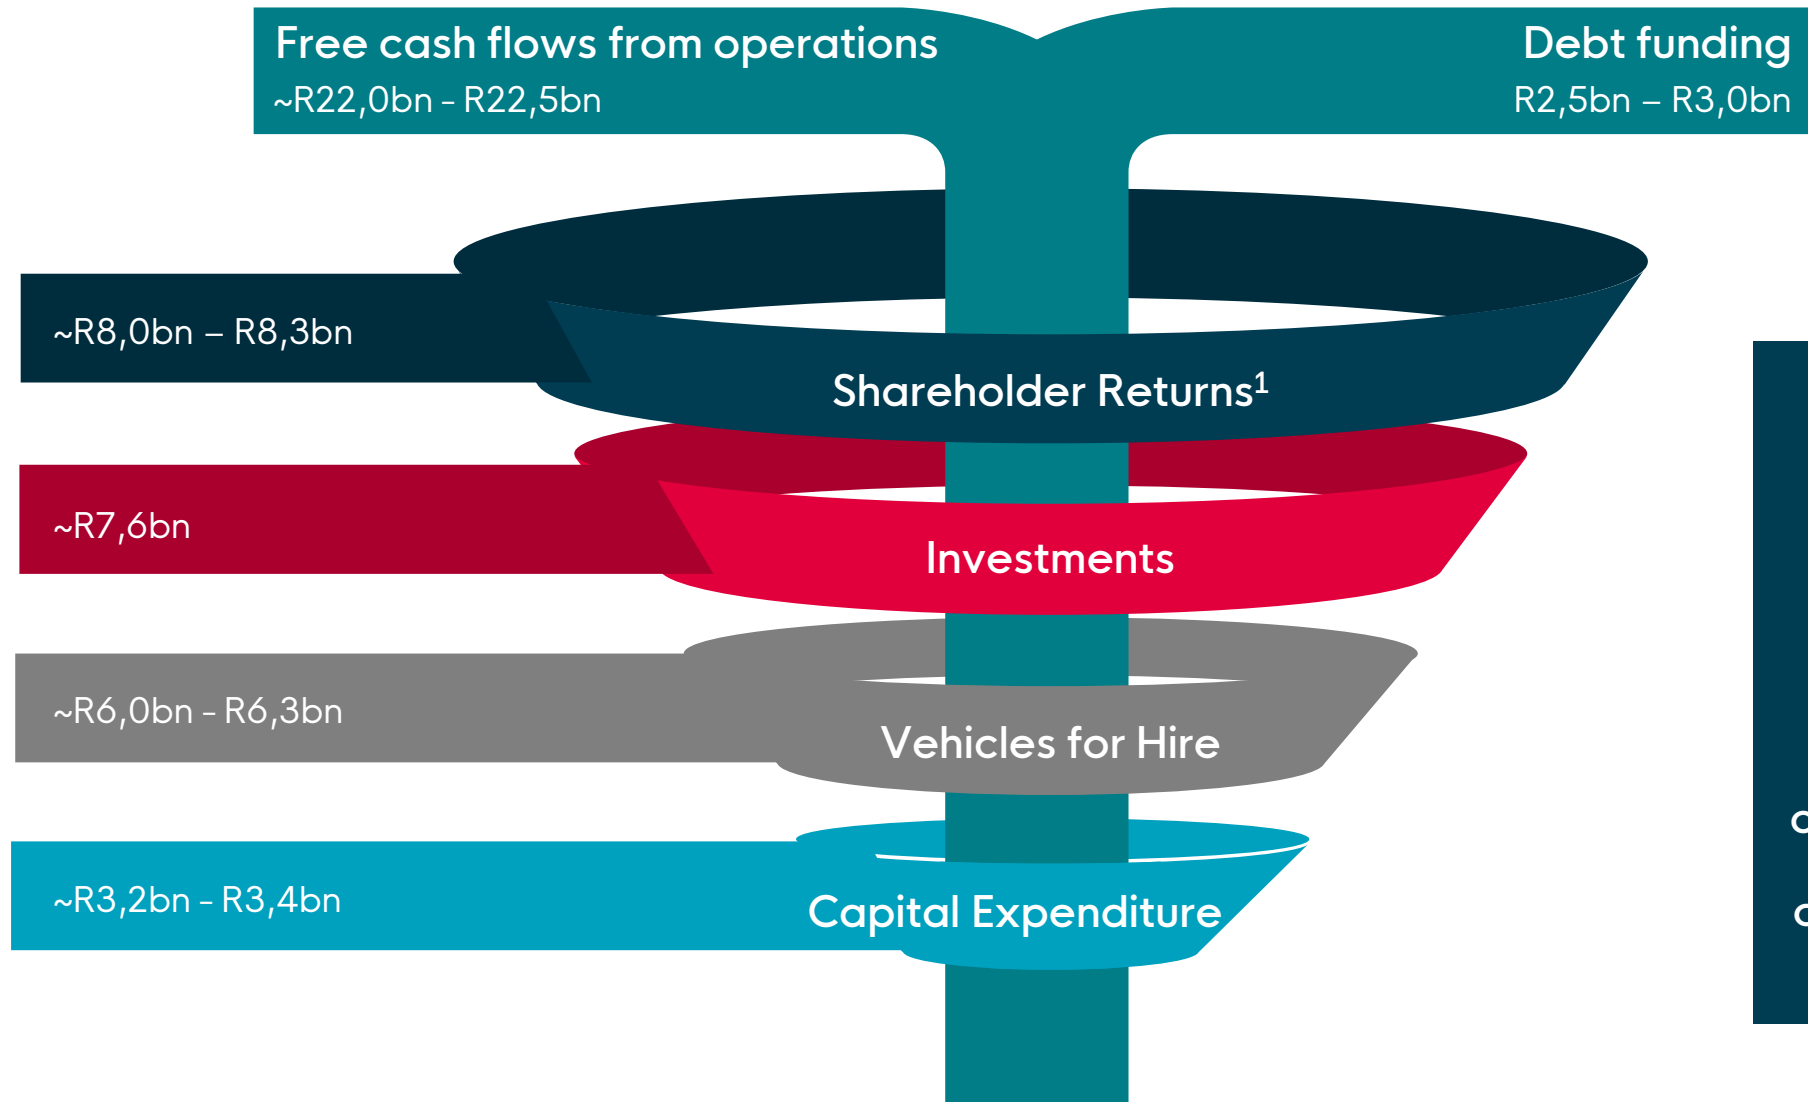 Free cash flows from operations
~R22,0bn - R22,5bn
Debt funding
R2,5bn – R3,0bn
~R8,0bn – R8,3bn
Shareholder Returns¹
~R7,6bn
Investments
~R6,0bn - R6,3bn
Vehicles for Hire
~R3,2bn - R3,4bn
Capital Expenditure